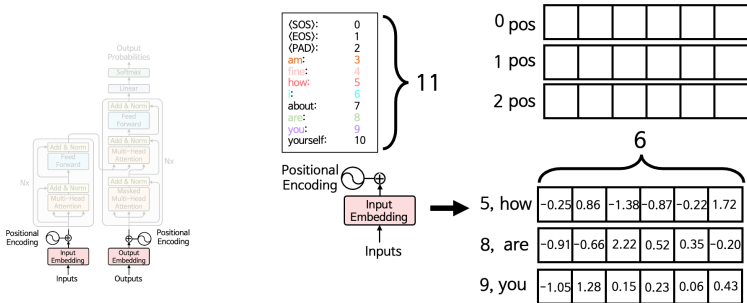 Output
Probabilities
Softmax
Linear
Add & Norm
Feed
Forward
Add & Norm
Multi-Head
Attention
Add & Norm
Feed
Forward
Nx
Nx
Add & Norm
Multi-Head
Attention
Add & Norm
Masked
Multi-Head
Attention
Positional
Encoding
Positional
Encoding
Input
Embedding
Output
Embedding
Inputs
Outputs
⟨SOS⟩: 0
⟨EOS⟩: 1
⟨PAD⟩: 2
am: 3
fine: 4
how: 5
I: 6
about: 7
are: 8
you: 9
yourself: 10
11
Positional
Encoding
Input
Embedding
Inputs
0 pos
1 pos
2 pos
6
5, how −0.25 0.86 −1.38 −0.87 −0.22 1.72
8, are −0.91 −0.66 2.22 0.52 0.35 −0.20
9, you −1.05 1.28 0.15 0.23 0.06 0.43